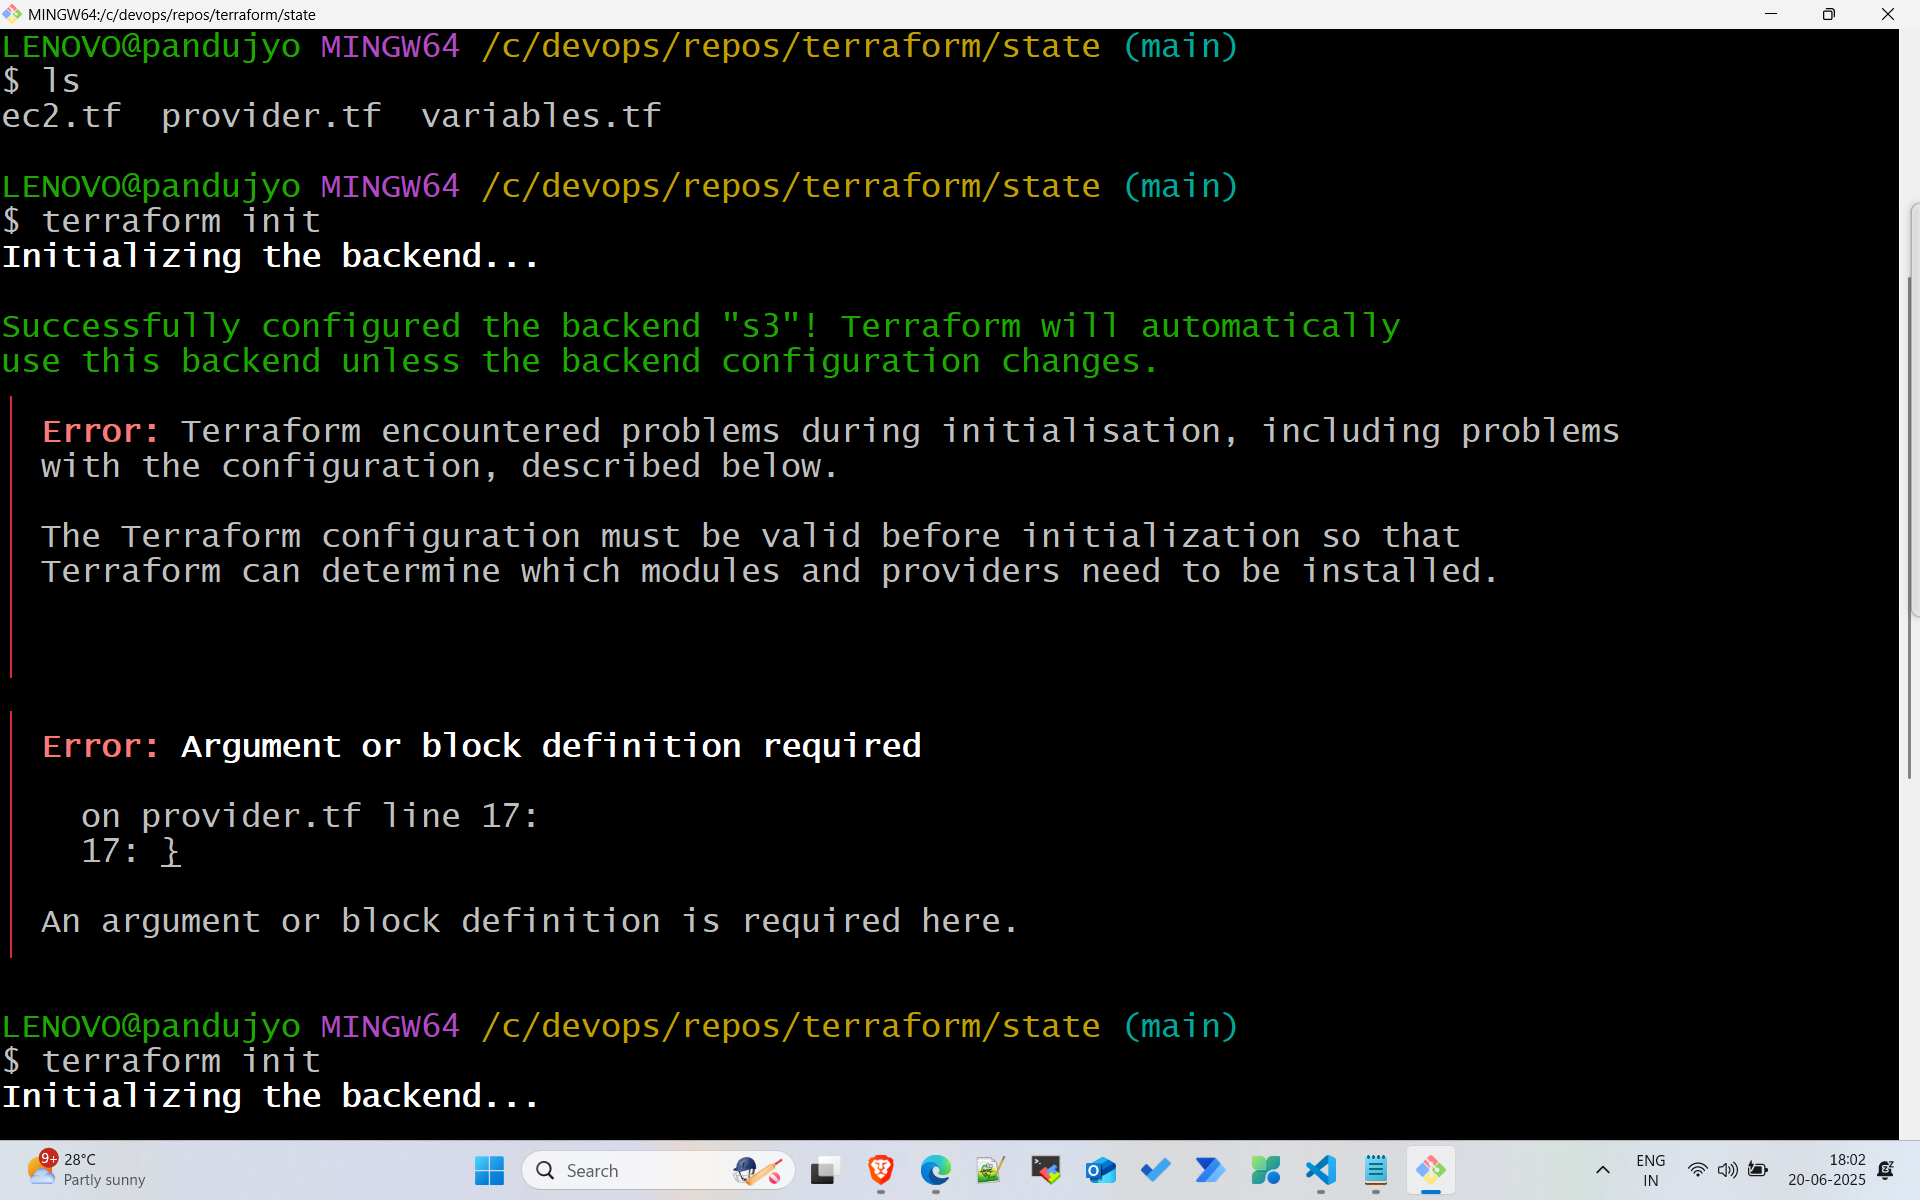 MINGW64:/c/devops/repos/terraform/state
LENOVO@pandujyo MINGW64 /c/devops/repos/terraform/state (main)
$ ls
ec2.tf  provider.tf  variables.tf
LENOVO@pandujyo MINGW64 /c/devops/repos/terraform/state (main)
$ terraform init
Initializing the backend...
Successfully configured the backend "s3"! Terraform will automatically
use this backend unless the backend configuration changes.
Error: Terraform encountered problems during initialisation, including problems
with the configuration, described below.
The Terraform configuration must be valid before initialization so that
Terraform can determine which modules and providers need to be installed.
Error: Argument or block definition required
on provider.tf line 17:
17: }
An argument or block definition is required here.
LENOVO@pandujyo MINGW64 /c/devops/repos/terraform/state (main)
$ terraform init
Initializing the backend...
9+
28°C
Partly sunny
Search
ENG
IN
18:02
20-06-2025